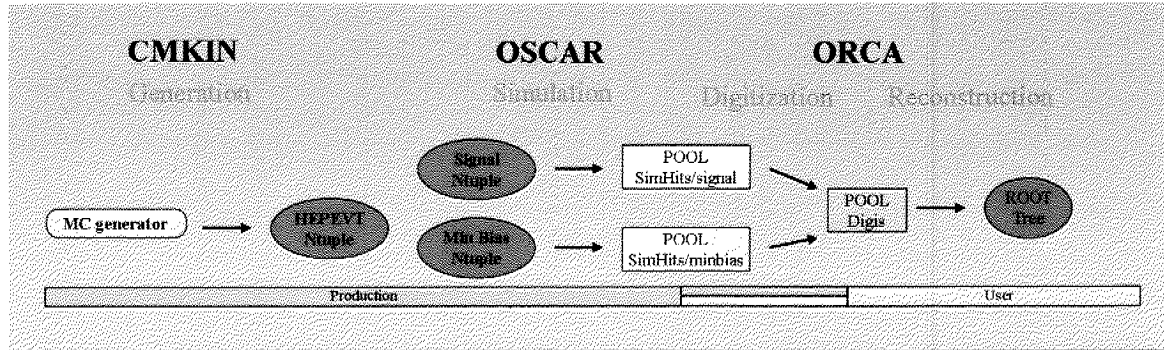 CMKIN OSCAR ORCA
Generation Simulation Digitization Reconstruction
Signal
Ntuple
POOL
SimHits/signal
MC generator
HEPEVT
Ntuple
Min Bias
Ntuple
POOL
SimHits/minbias
POOL
Digis
ROOT
Tree
Production User